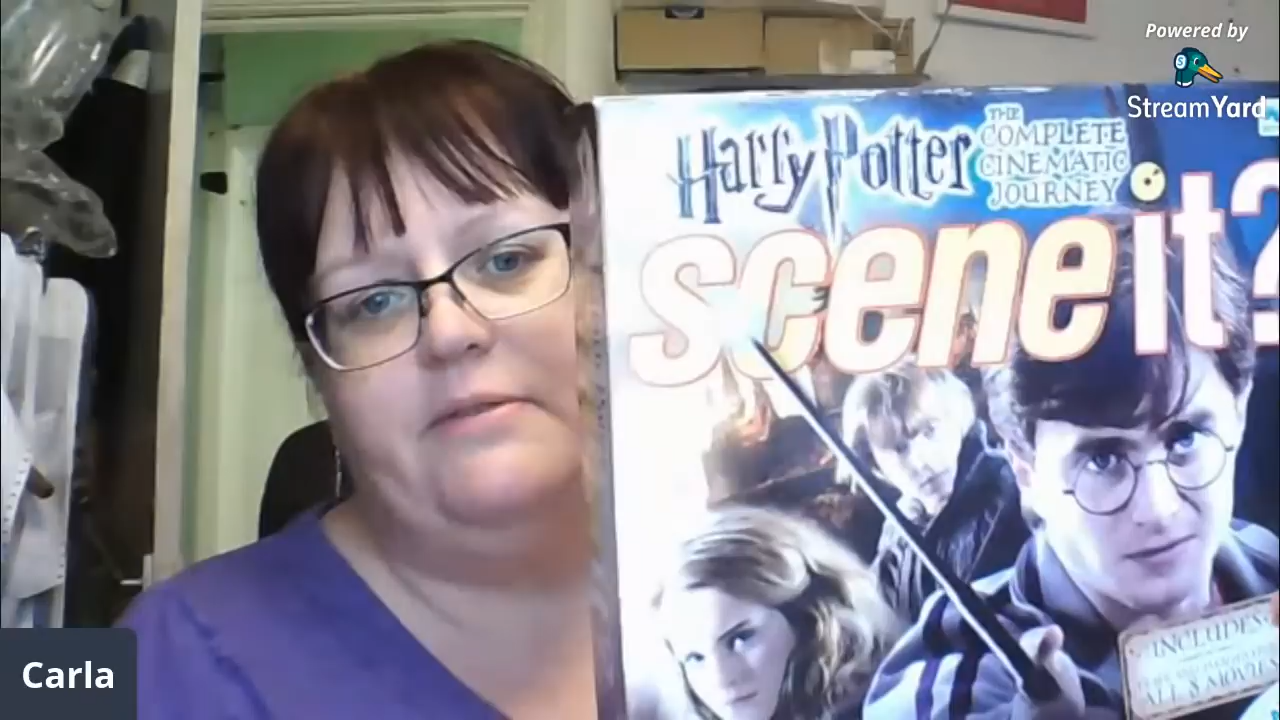 Powered by
StreamYard
Harry Potter
THE
COMPLETE
CINEMATIC
JOURNEY
scene it?
INCLUDES:
ALL 8 MOVIES
Carla